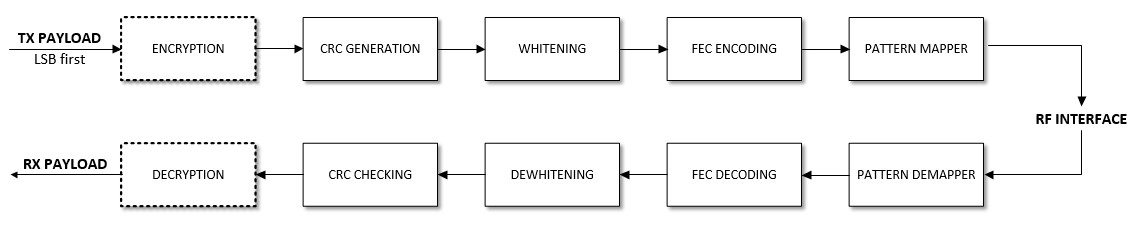 TX PAYLOAD
LSB first
ENCRYPTION
CRC GENERATION
WHITENING
FEC ENCODING
PATTERN MAPPER
RF INTERFACE
RX PAYLOAD
DECRYPTION
CRC CHECKING
DEWHITENING
FEC DECODING
PATTERN DEMAPPER